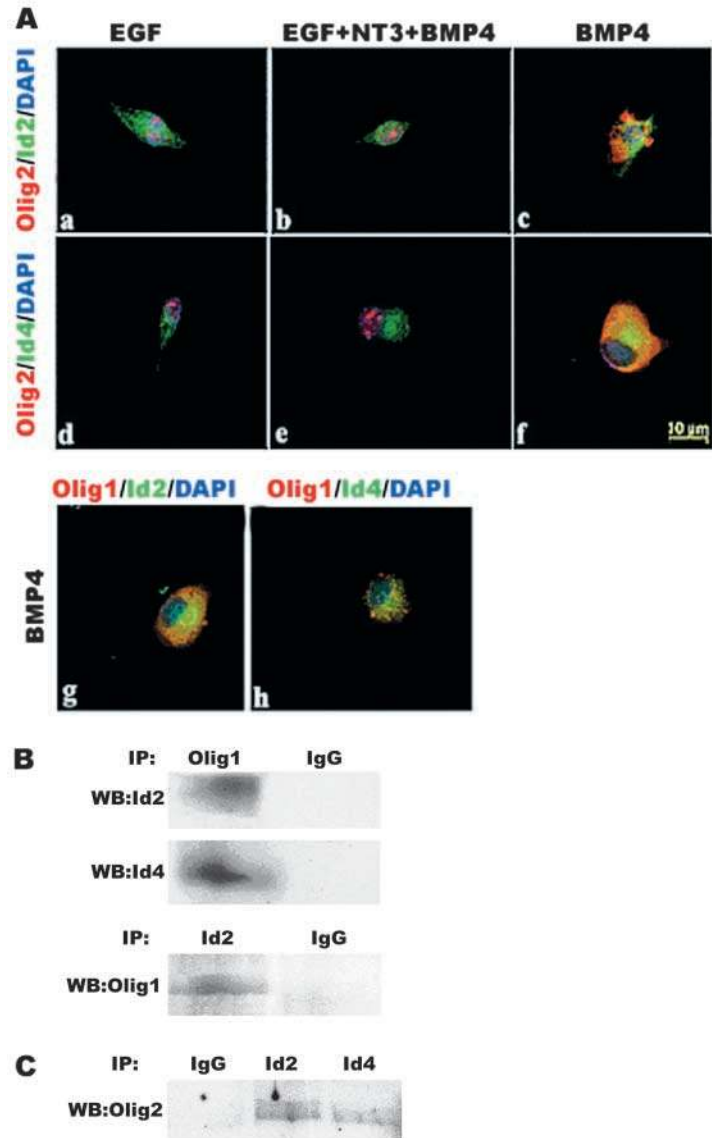 A
EGF EGF+NT3+BMP4 BMP4
Olig2/Id2/DAPI
a b c
Olig2/Id4/DAPI
d e f
10 µm
Olig1/Id2/DAPI Olig1/Id4/DAPI
BMP4
g h
B
IP: Olig1 IgG
WB:Id2
WB:Id4
IP: Id2 IgG
WB:Olig1
C
IP: IgG Id2 Id4
WB:Olig2